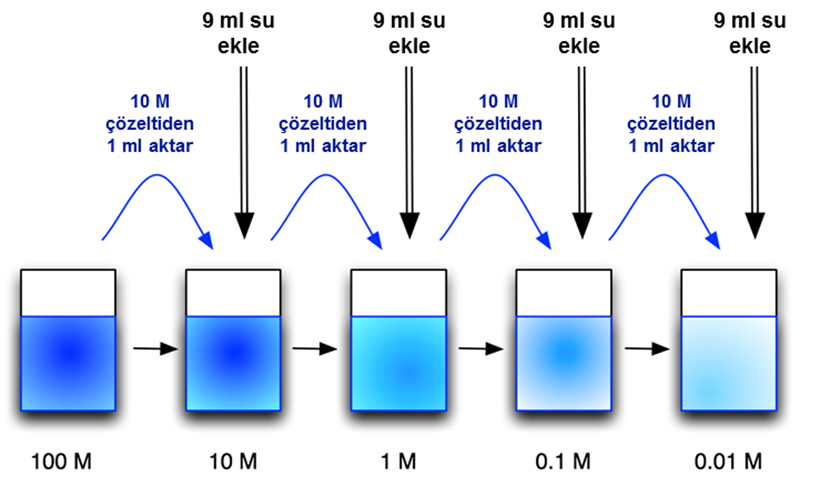 9 ml su
ekle
9 ml su
ekle
9 ml su
ekle
9 ml su
ekle
10 M
çözeltiden
1 ml aktar
10 M
çözeltiden
1 ml aktar
10 M
çözeltiden
1 ml aktar
10 M
çözeltiden
1 ml aktar
100 M
10 M
1 M
0.1 M
0.01 M